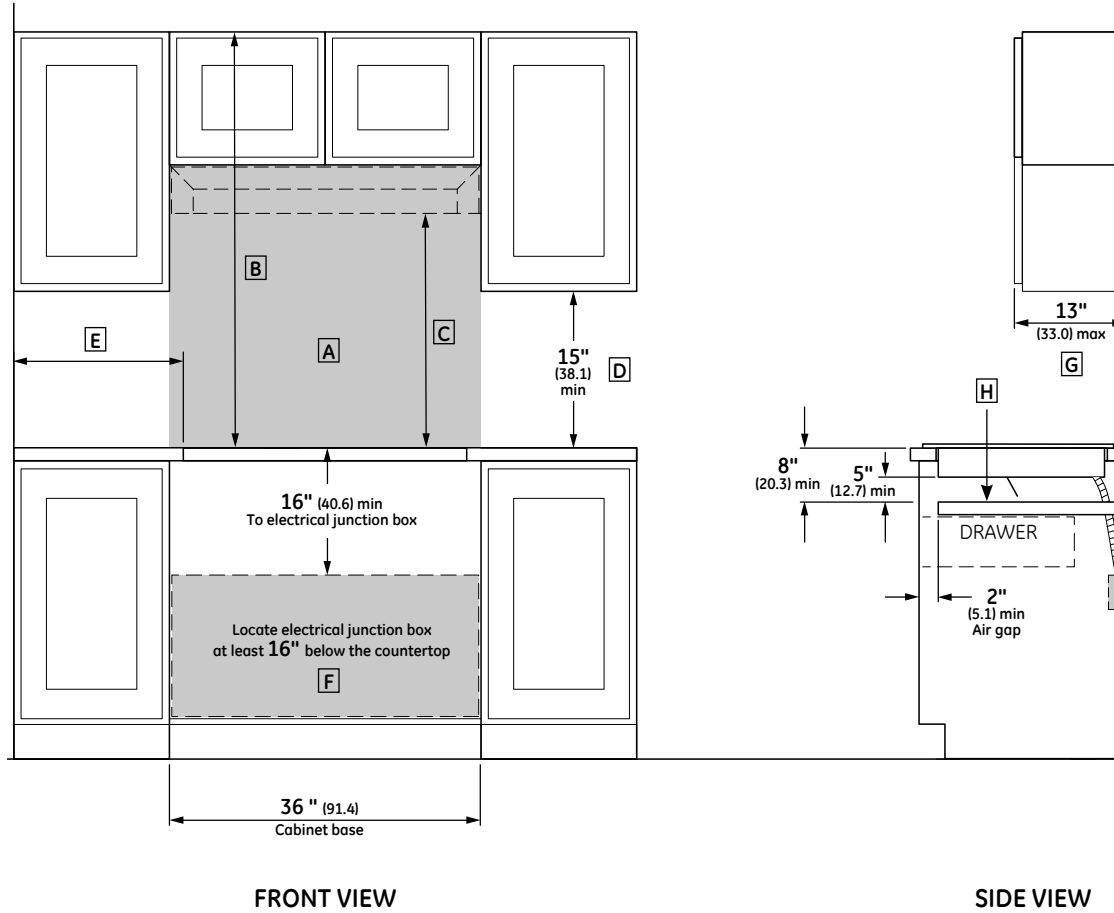 B
E
C
A
15"
(38.1)
min
D
16" (40.6) min
To electrical junction box
Locate electrical junction box
at least 16" below the countertop
F
36 " (91.4)
Cabinet base
FRONT VIEW
13"
(33.0) max
G
H
8"
(20.3) min
5"
(12.7) min
DRAWER
2"
(5.1) min
Air gap
SIDE VIEW